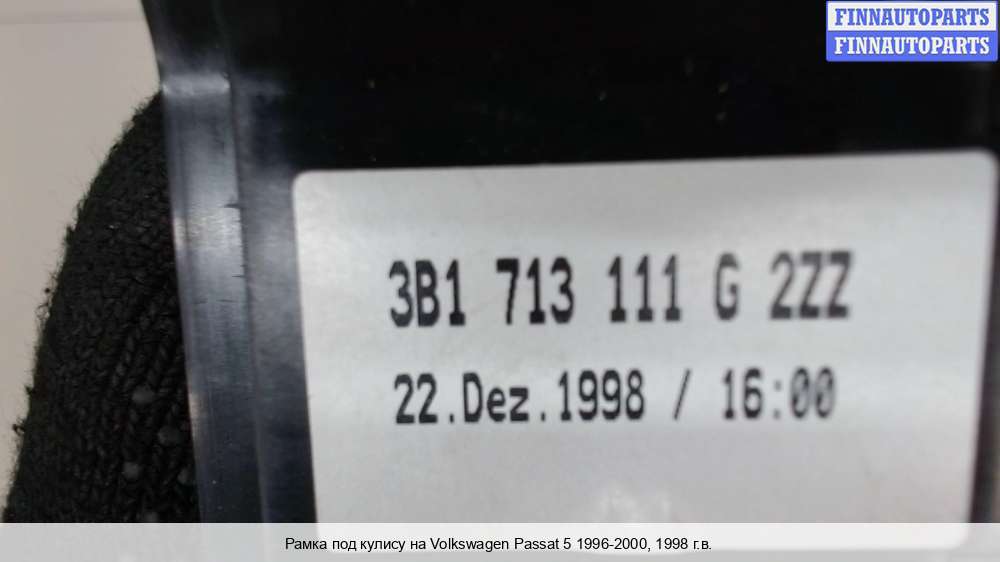 FINNAUTOPARTS
FINNAUTOPARTS
3B1 713 111 G 2ZZ
22.Dez.1998 / 16:00
Рамка под кулису на Volkswagen Passat 5 1996-2000, 1998 г.в.